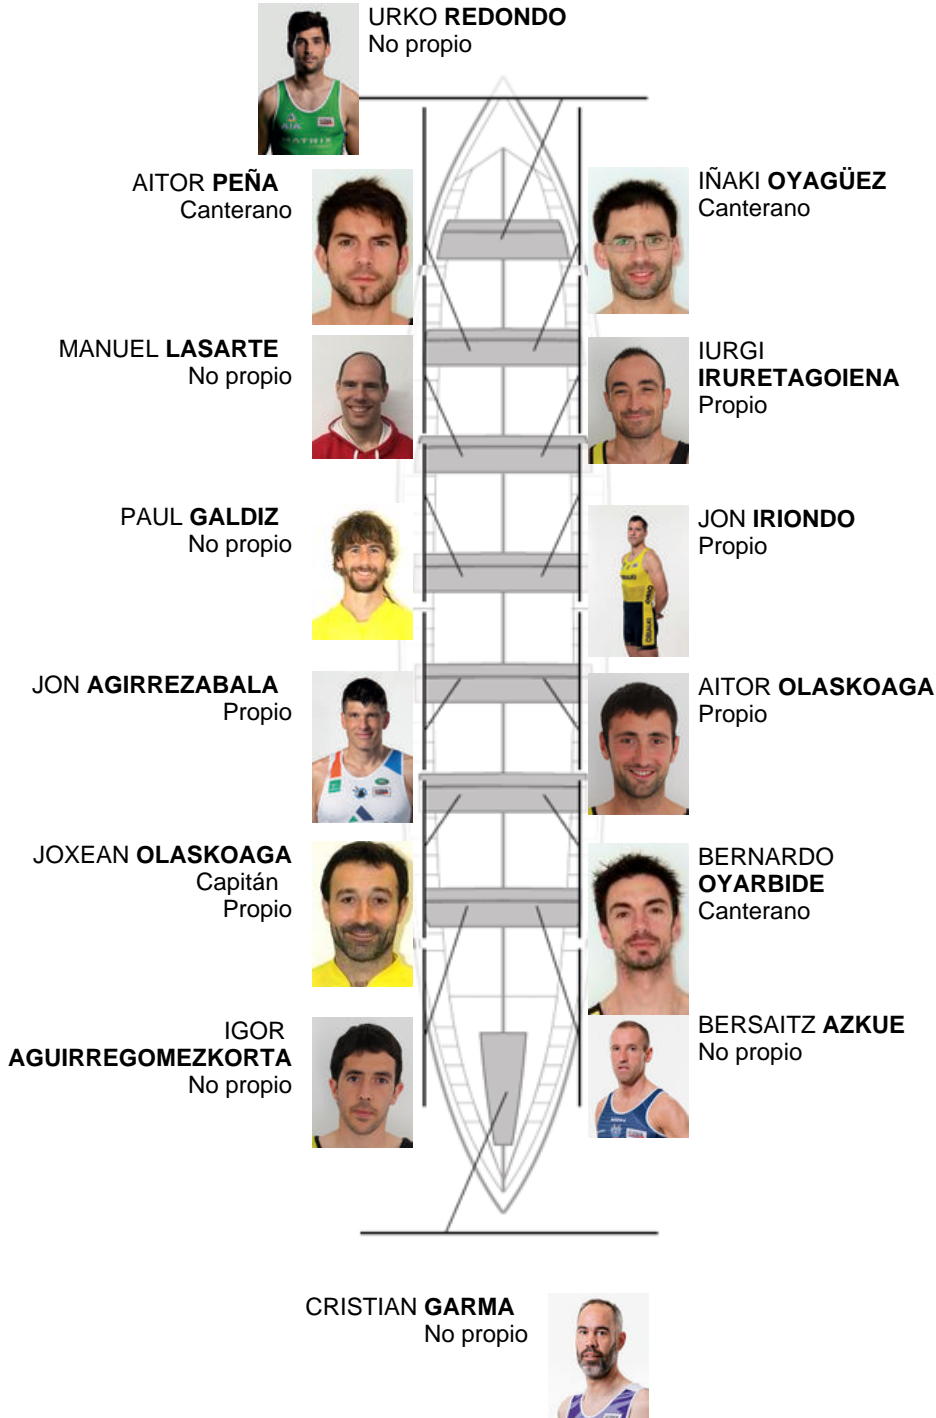 URKO REDONDO
No propio
AITOR PEÑA
Canterano
IÑAKI OYAGÜEZ
Canterano
MANUEL LASARTE
No propio
IURGI
IRURETAGOIENA
Propio
PAUL GALDIZ
No propio
JON IRIONDO
Propio
JON AGIRREZABALA
Propio
AITOR OLASKOAGA
Propio
JOXEAN OLASKOAGA
Capitán
Propio
BERNARDO
OYARBIDE
Canterano
IGOR
AGUIRREGOMEZKORTA
No propio
BERSAITZ AZKUE
No propio
CRISTIAN GARMA
No propio